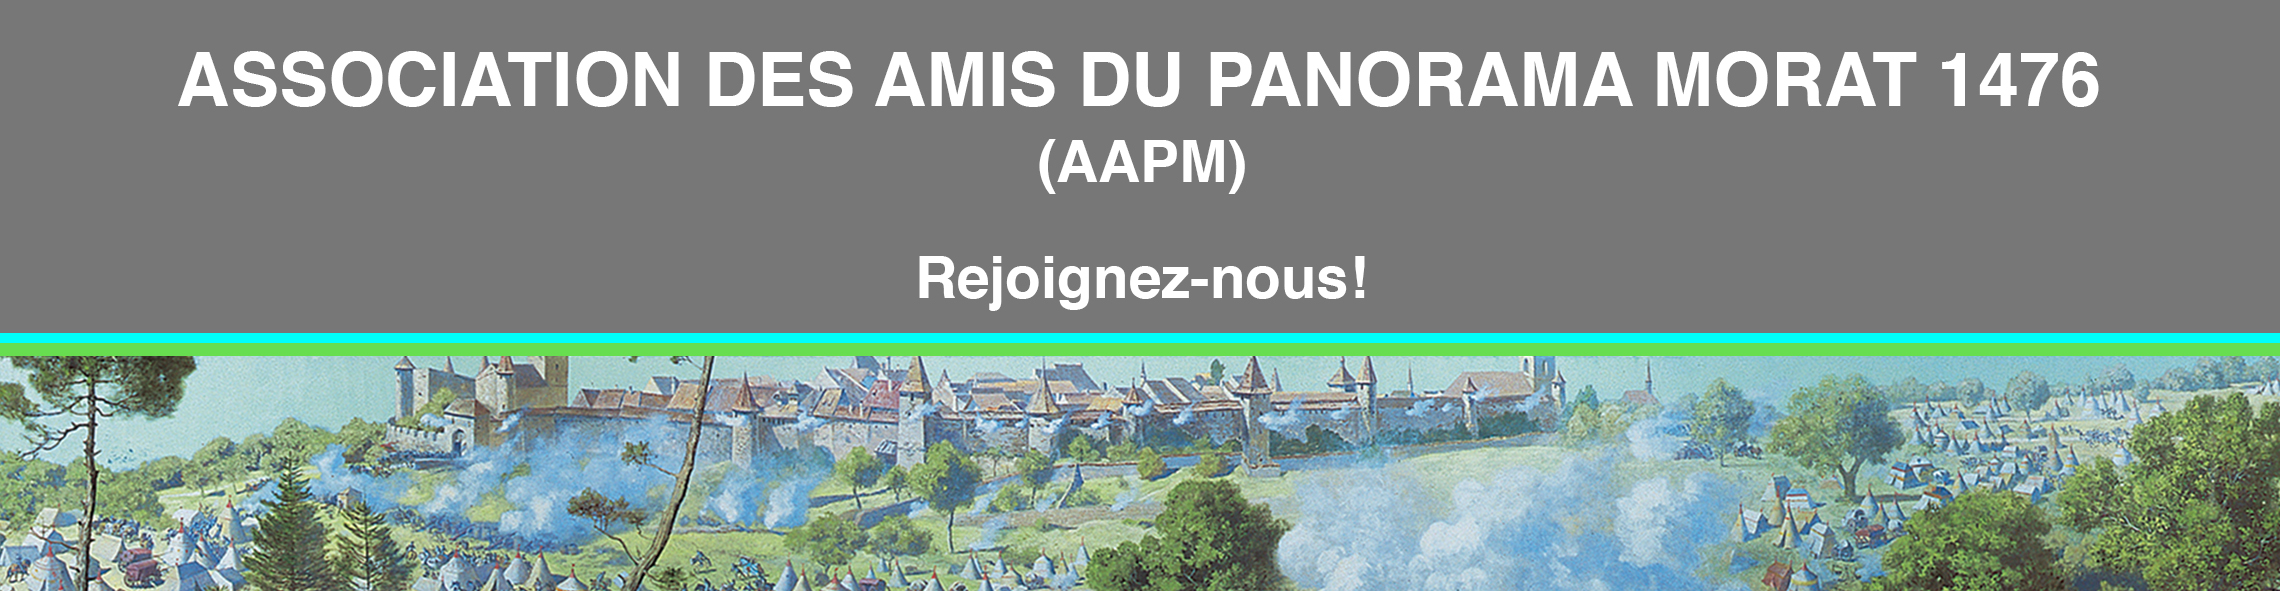 ASSOCIATION DES AMIS DU PANORAMA MORAT 1476
(AAPM)
Rejoignez-nous!